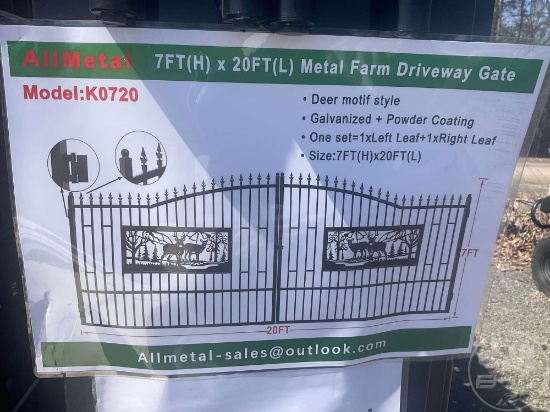 AllMetal 7FT(H) x 20FT(L) Metal Farm Driveway Gate
Model:K0720
• Deer motif style
• Galvanized + Powder Coating
• One set=1xLeft Leaf+1xRight Leaf
• Size:7FT(H)x20FT(L)
7FT
20FT
Allmetal-sales@outlook.com